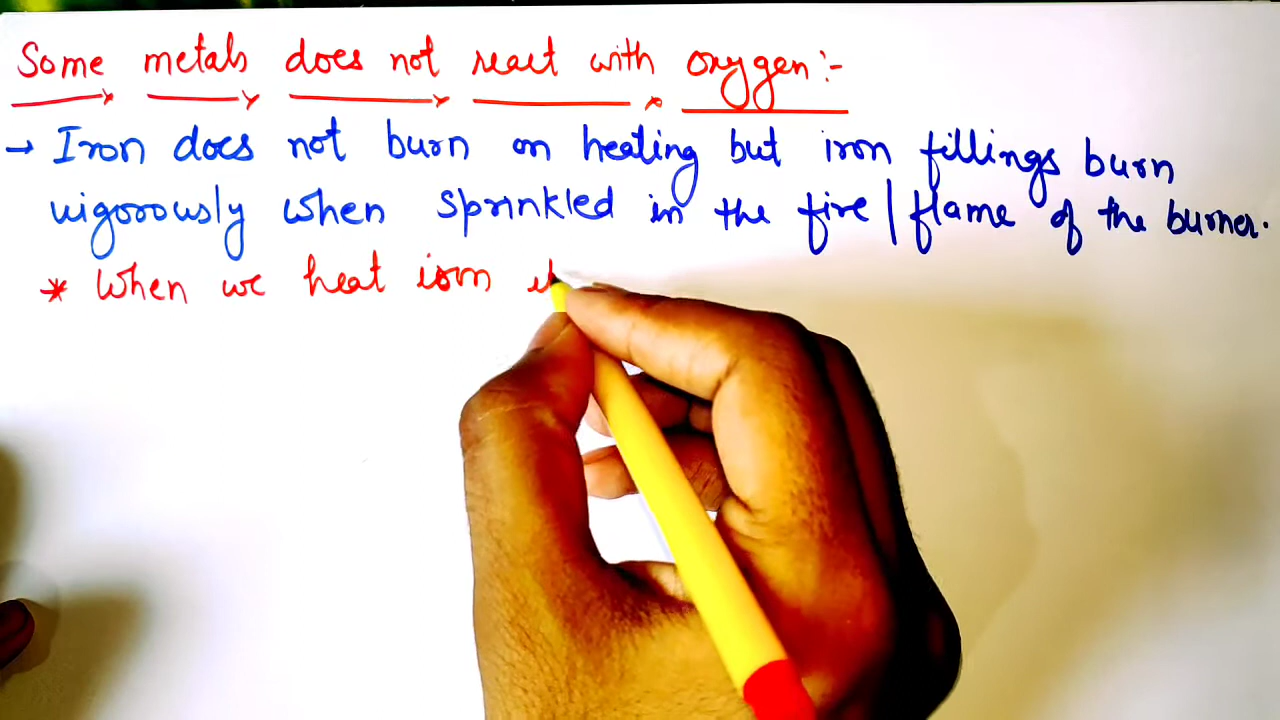 Some metals does not react with oxygen:-
→ Iron does not burn on heating but iron fillings burn
vigorously when sprinkled in the fire | flame of the burner.
* When we heat iron it